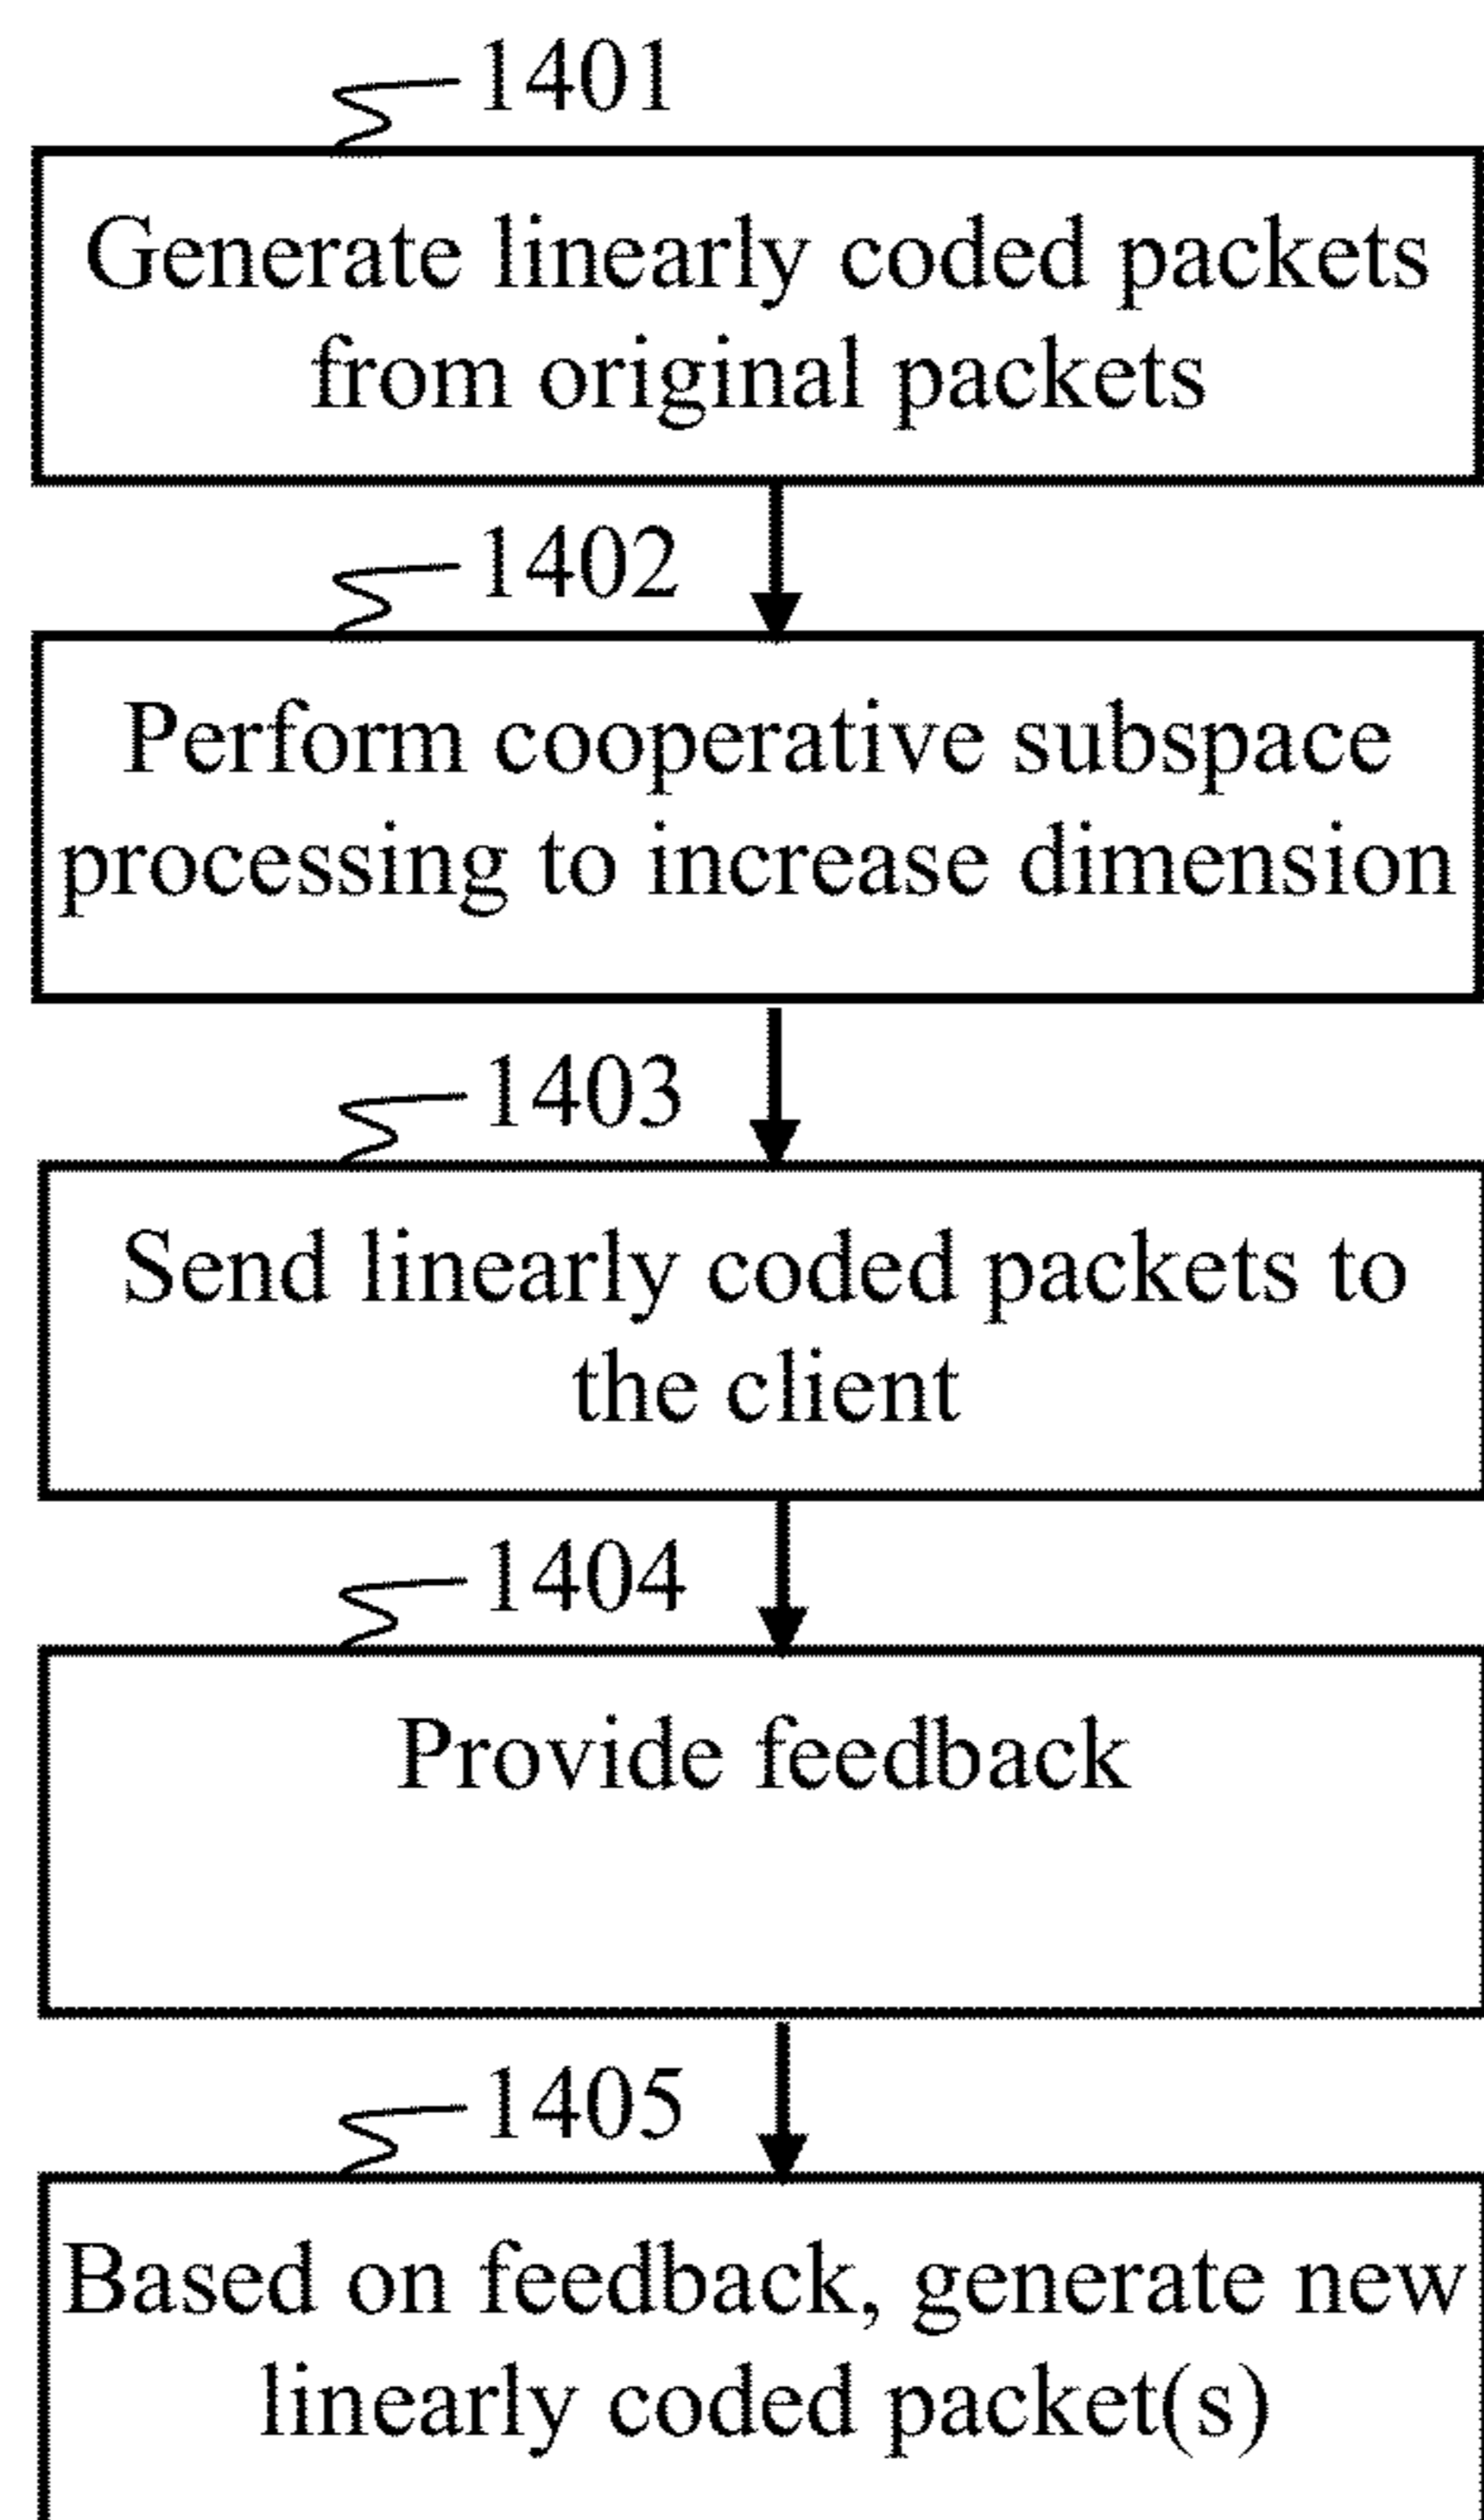 1401
Generate linearly coded packets
from original packets
1402
Perform cooperative subspace
processing to increase dimension
1403
Send linearly coded packets to
the client
1404
Provide feedback
1405
Based on feedback, generate new
linearly coded packet(s)